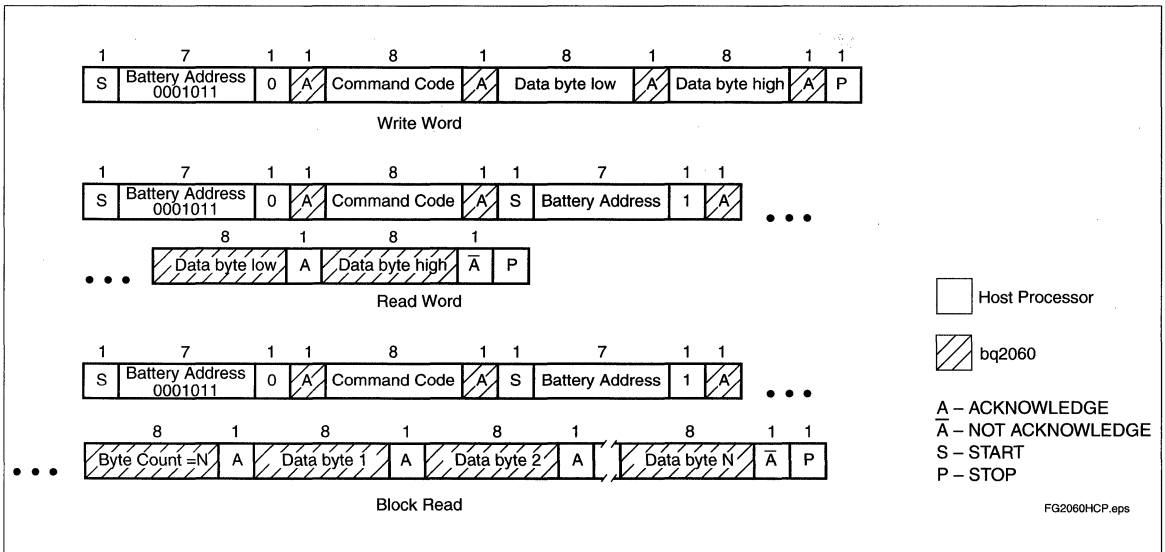 1 7 1 1 8 1 8 1 8 1 1
S Battery Address 0001011 0 A Command Code A Data byte low A Data byte high A P
Write Word
1 7 1 1 8 1 1 7 1 1
S Battery Address 0001011 0 A Command Code A S Battery Address 1 A • • •
8 1 8 1
• • • Data byte low A Data byte high A̅ P
Read Word
1 7 1 1 8 1 1 7 1 1
S Battery Address 0001011 0 A Command Code A S Battery Address 1 A • • •
8 1 8 1 8 1 8 1 1
• • • Byte Count =N A Data byte 1 A Data byte 2 A Data byte N A̅ P
Block Read
Host Processor
bq2060
A – ACKNOWLEDGE
A̅ – NOT ACKNOWLEDGE
S – START
P – STOP
FG2060HCP.eps